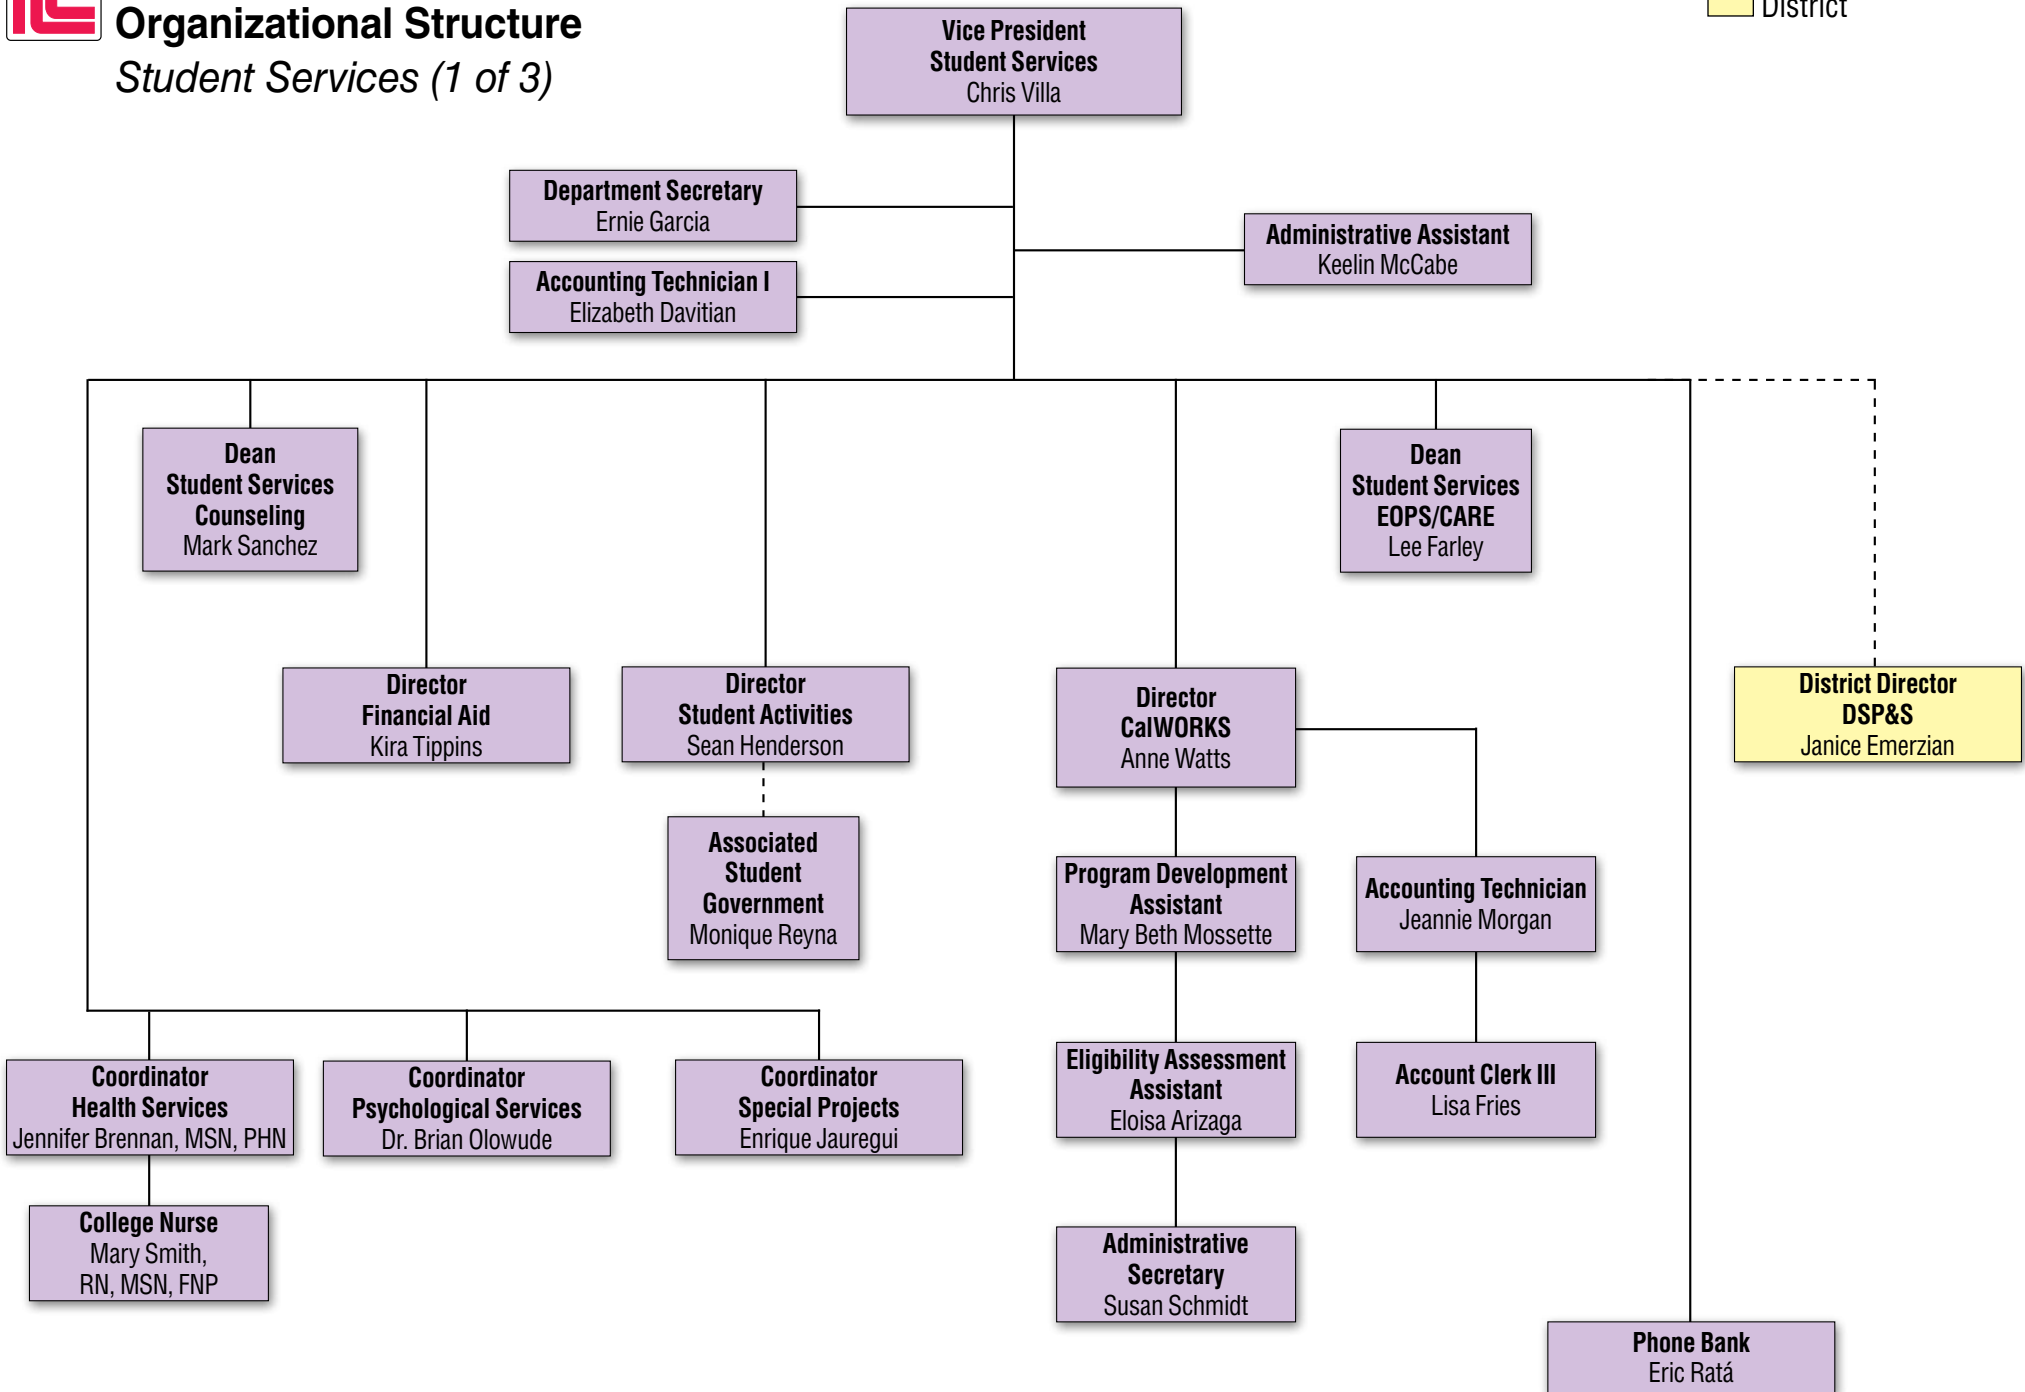 Organizational Structure
Student Services (1 of 3)
District
Vice President
Student Services
Chris Villa
Department Secretary
Ernie Garcia
Administrative Assistant
Keelin McCabe
Accounting Technician I
Elizabeth Davitian
Dean
Student Services
Counseling
Mark Sanchez
Dean
Student Services
EOPS/CARE
Lee Farley
Director
Financial Aid
Kira Tippins
Director
Student Activities
Sean Henderson
Director
CalWORKS
Anne Watts
District Director
DSP&S
Janice Emerzian
Associated
Student
Government
Monique Reyna
Program Development
Assistant
Mary Beth Mossette
Accounting Technician
Jeannie Morgan
Coordinator
Health Services
Jennifer Brennan, MSN, PHN
Coordinator
Psychological Services
Dr. Brian Olowude
Coordinator
Special Projects
Enrique Jauregui
Eligibility Assessment
Assistant
Eloisa Arizaga
Account Clerk III
Lisa Fries
College Nurse
Mary Smith,
RN, MSN, FNP
Administrative
Secretary
Susan Schmidt
Phone Bank
Eric Ratá